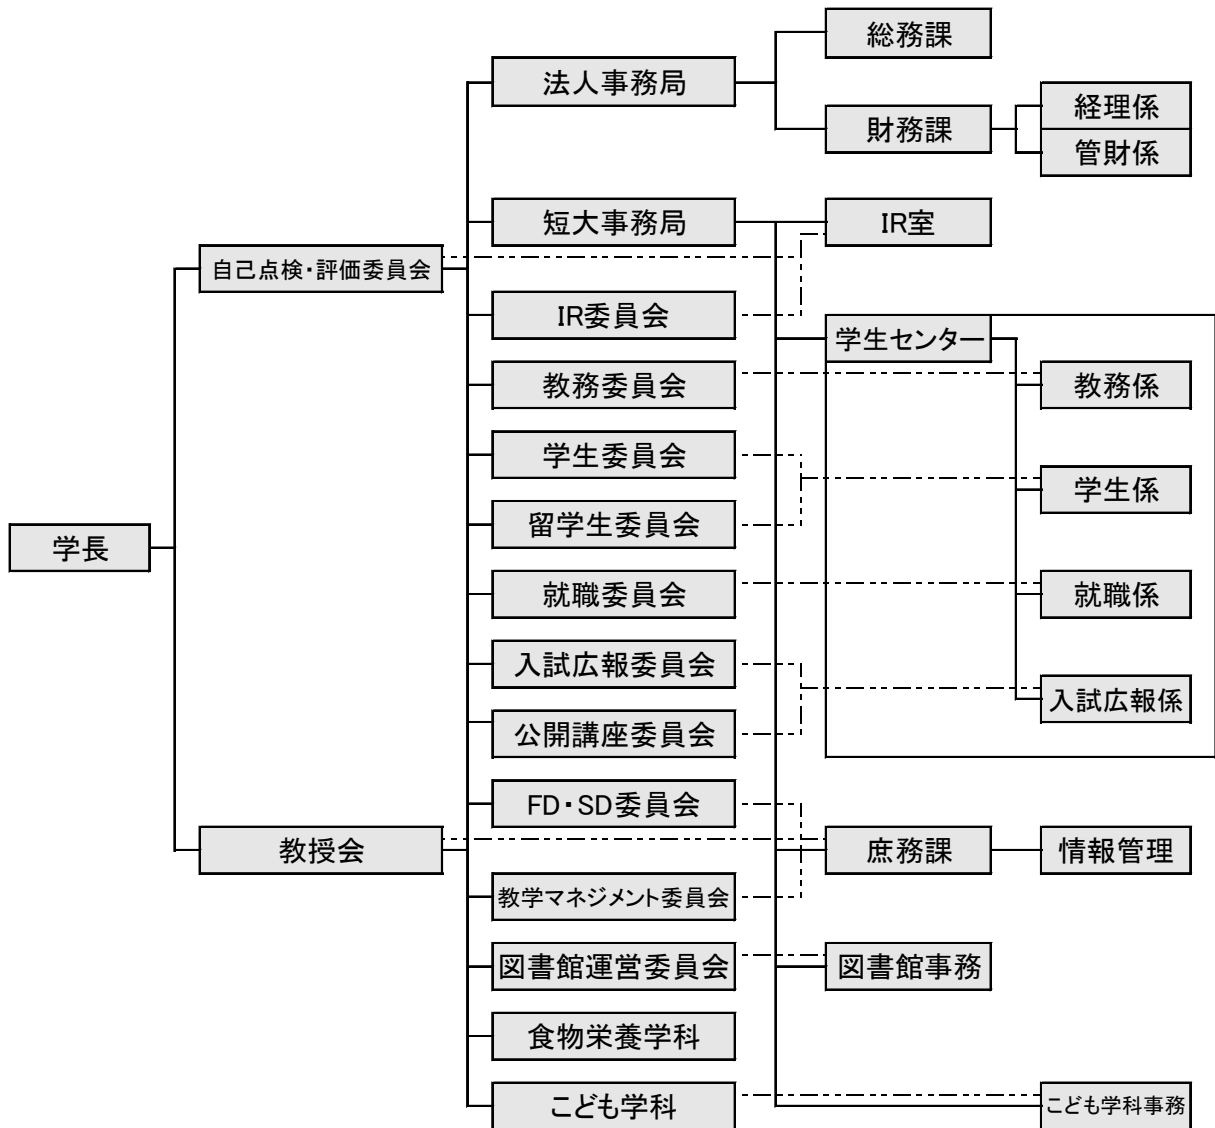 総務課
法人事務局
財務課
経理係
管財係
短大事務局
IR室
自己点検・評価委員会
IR委員会
学生センター
教務委員会
教務係
学生委員会
学生係
留学生委員会
学長
就職委員会
就職係
入試広報委員会
入試広報係
公開講座委員会
FD・SD委員会
教授会
庶務課
情報管理
教学マネジメント委員会
図書館運営委員会
図書館事務
食物栄養学科
こども学科
こども学科事務